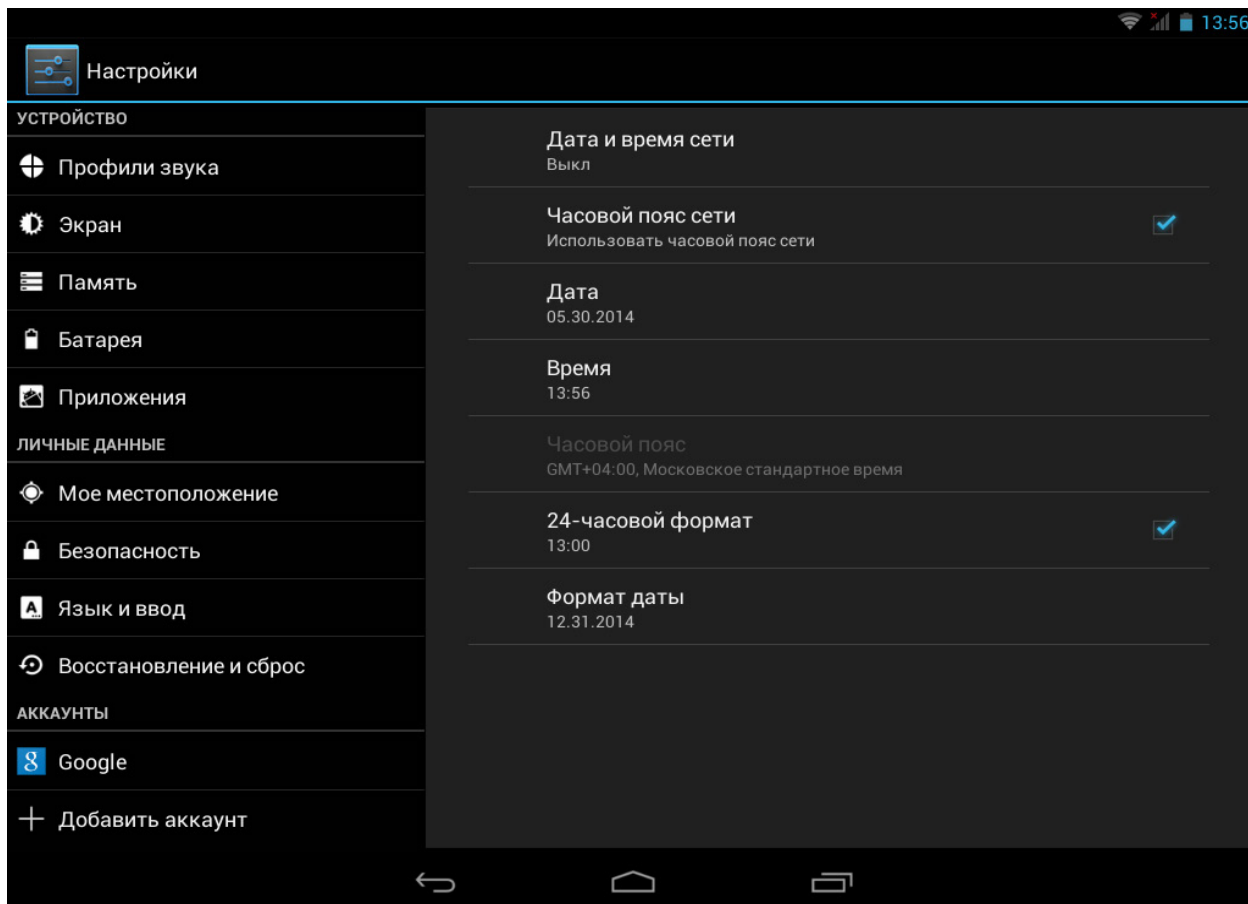 13:56
Настройки
УСТРОЙСТВО
Профили звука
Экран
Память
Батарея
Приложения
ЛИЧНЫЕ ДАННЫЕ
Мое местоположение
Безопасность
Язык и ввод
Восстановление и сброс
АККАУНТЫ
Google
Добавить аккаунт
Дата и время сети
Выкл
Часовой пояс сети
Использовать часовой пояс сети
Дата
05.30.2014
Время
13:56
Часовой пояс
GMT+04:00, Московское стандартное время
24-часовой формат
13:00
Формат даты
12.31.2014